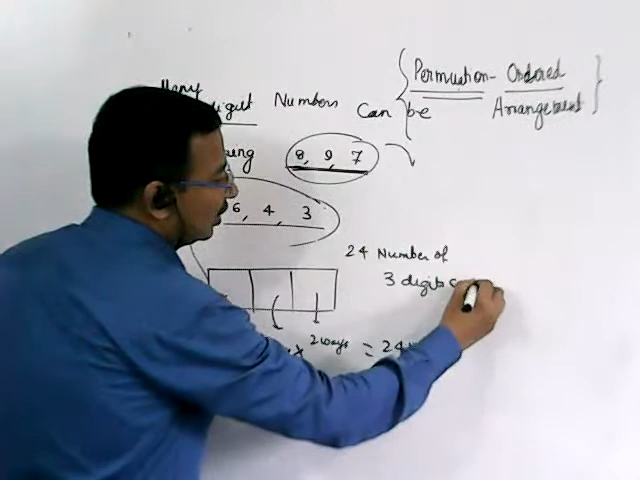 Many
Permution- Ordered
Arrangement
digit Numbers Can be
8, 9, 7
6, 4, 3
24 Number of
3 digits
x 2 Ways = 24